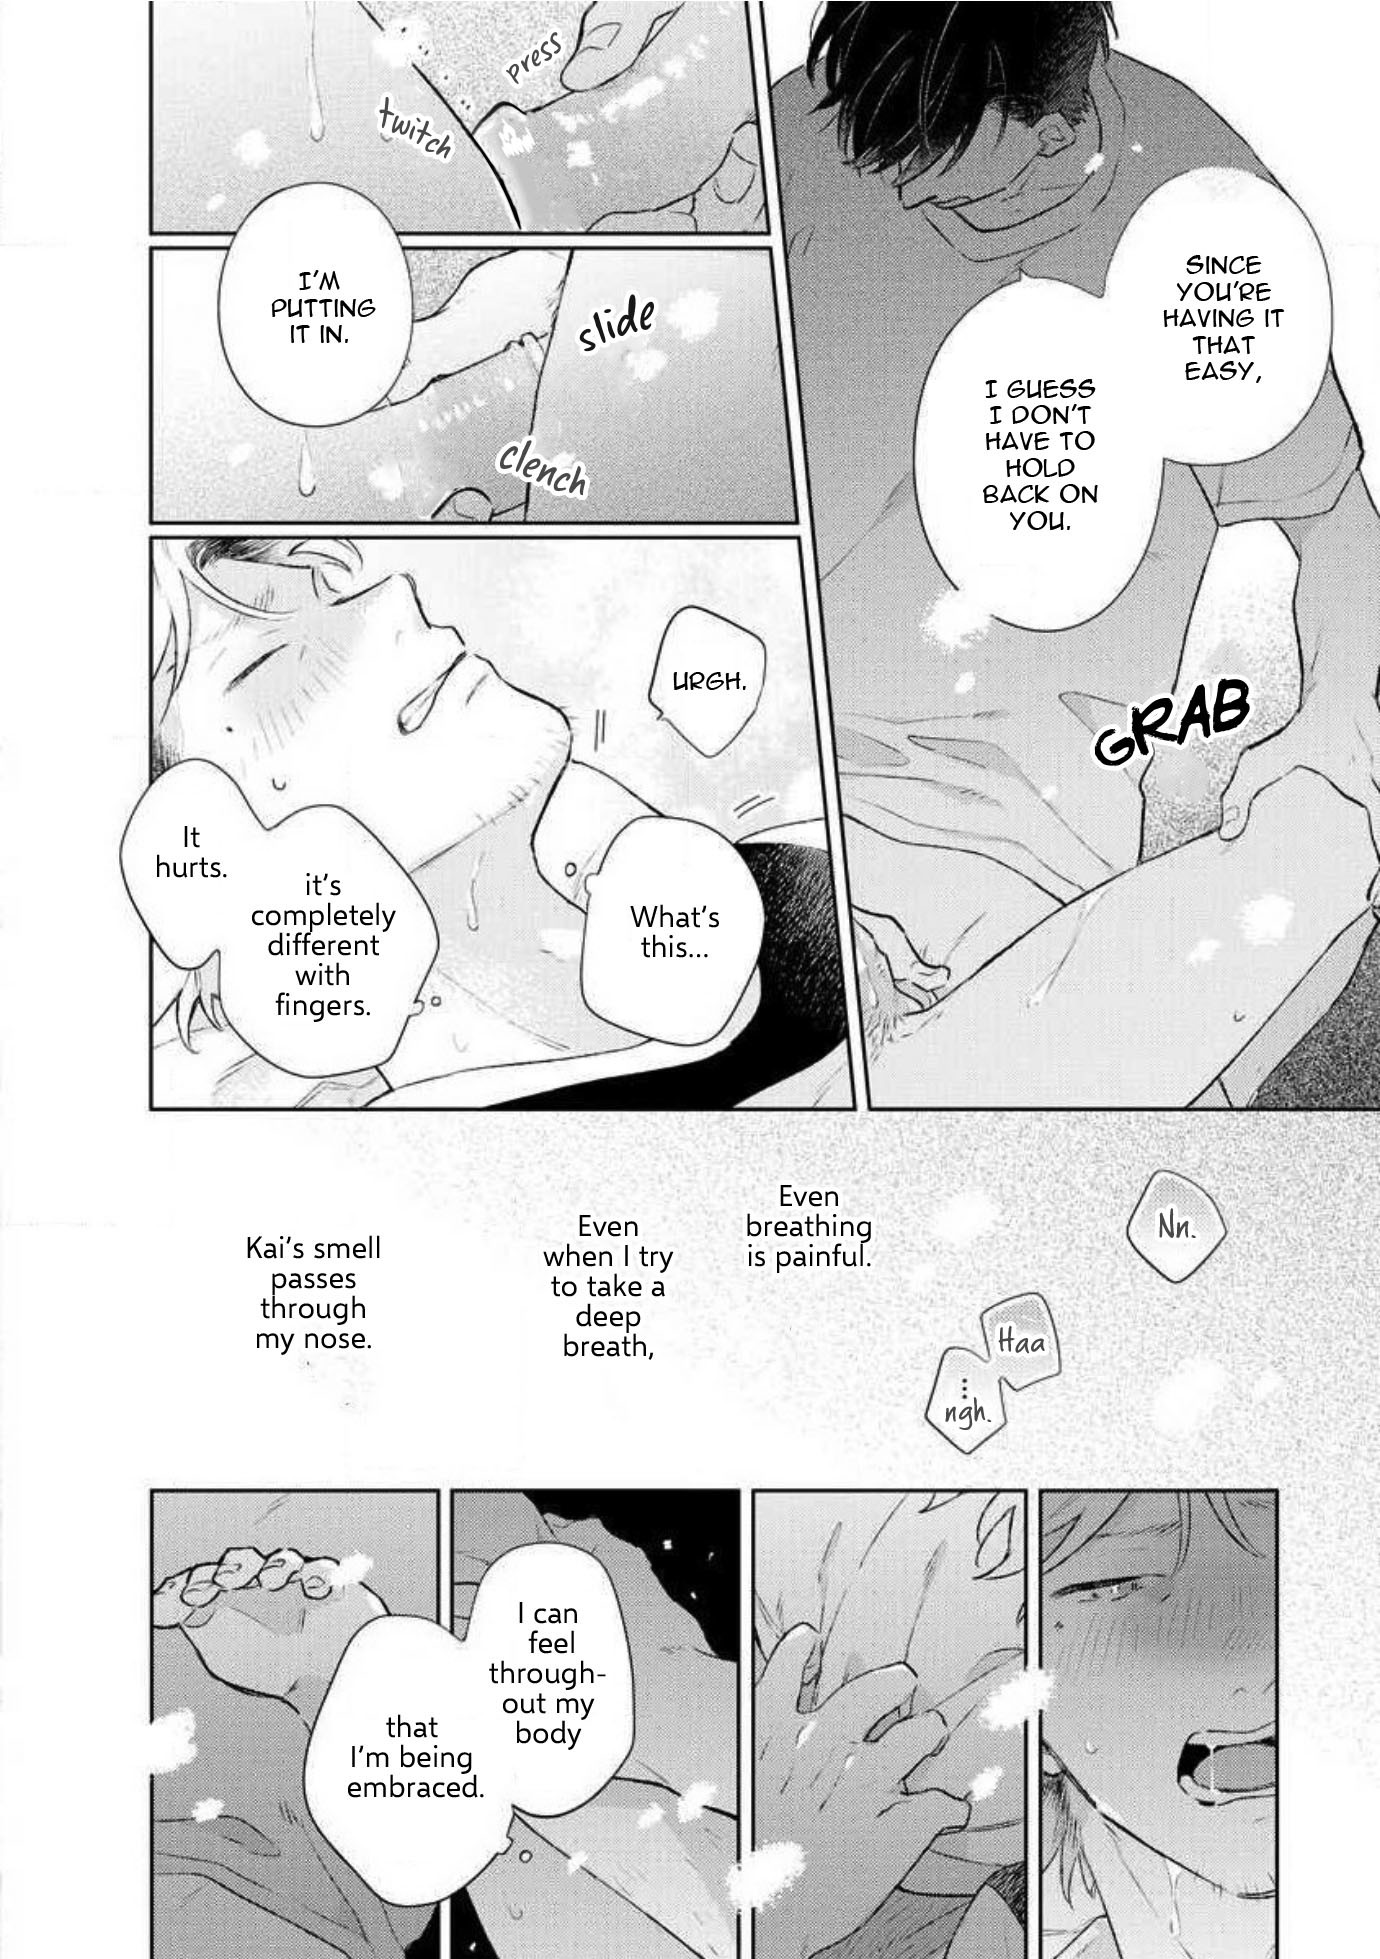 SINCE
YOU'RE
HAVING IT
THAT
EASY,
I GUESS
I DON'T
HAVE TO
HOLD
BACK ON
YOU.
GRAB
press
twitch
I'M
PUTTING
IT IN.
slide
clench
URGH.
What's
this...
it's
completely
different
with
fingers.
It
hurts.
Nn.
Haa
...
ngh.
Even
breathing
is painful.
Even
when I try
to take a
deep
breath,
Kai's smell
passes
through
my nose.
I can
feel
through-
out my
body
that
I'm being
embraced.